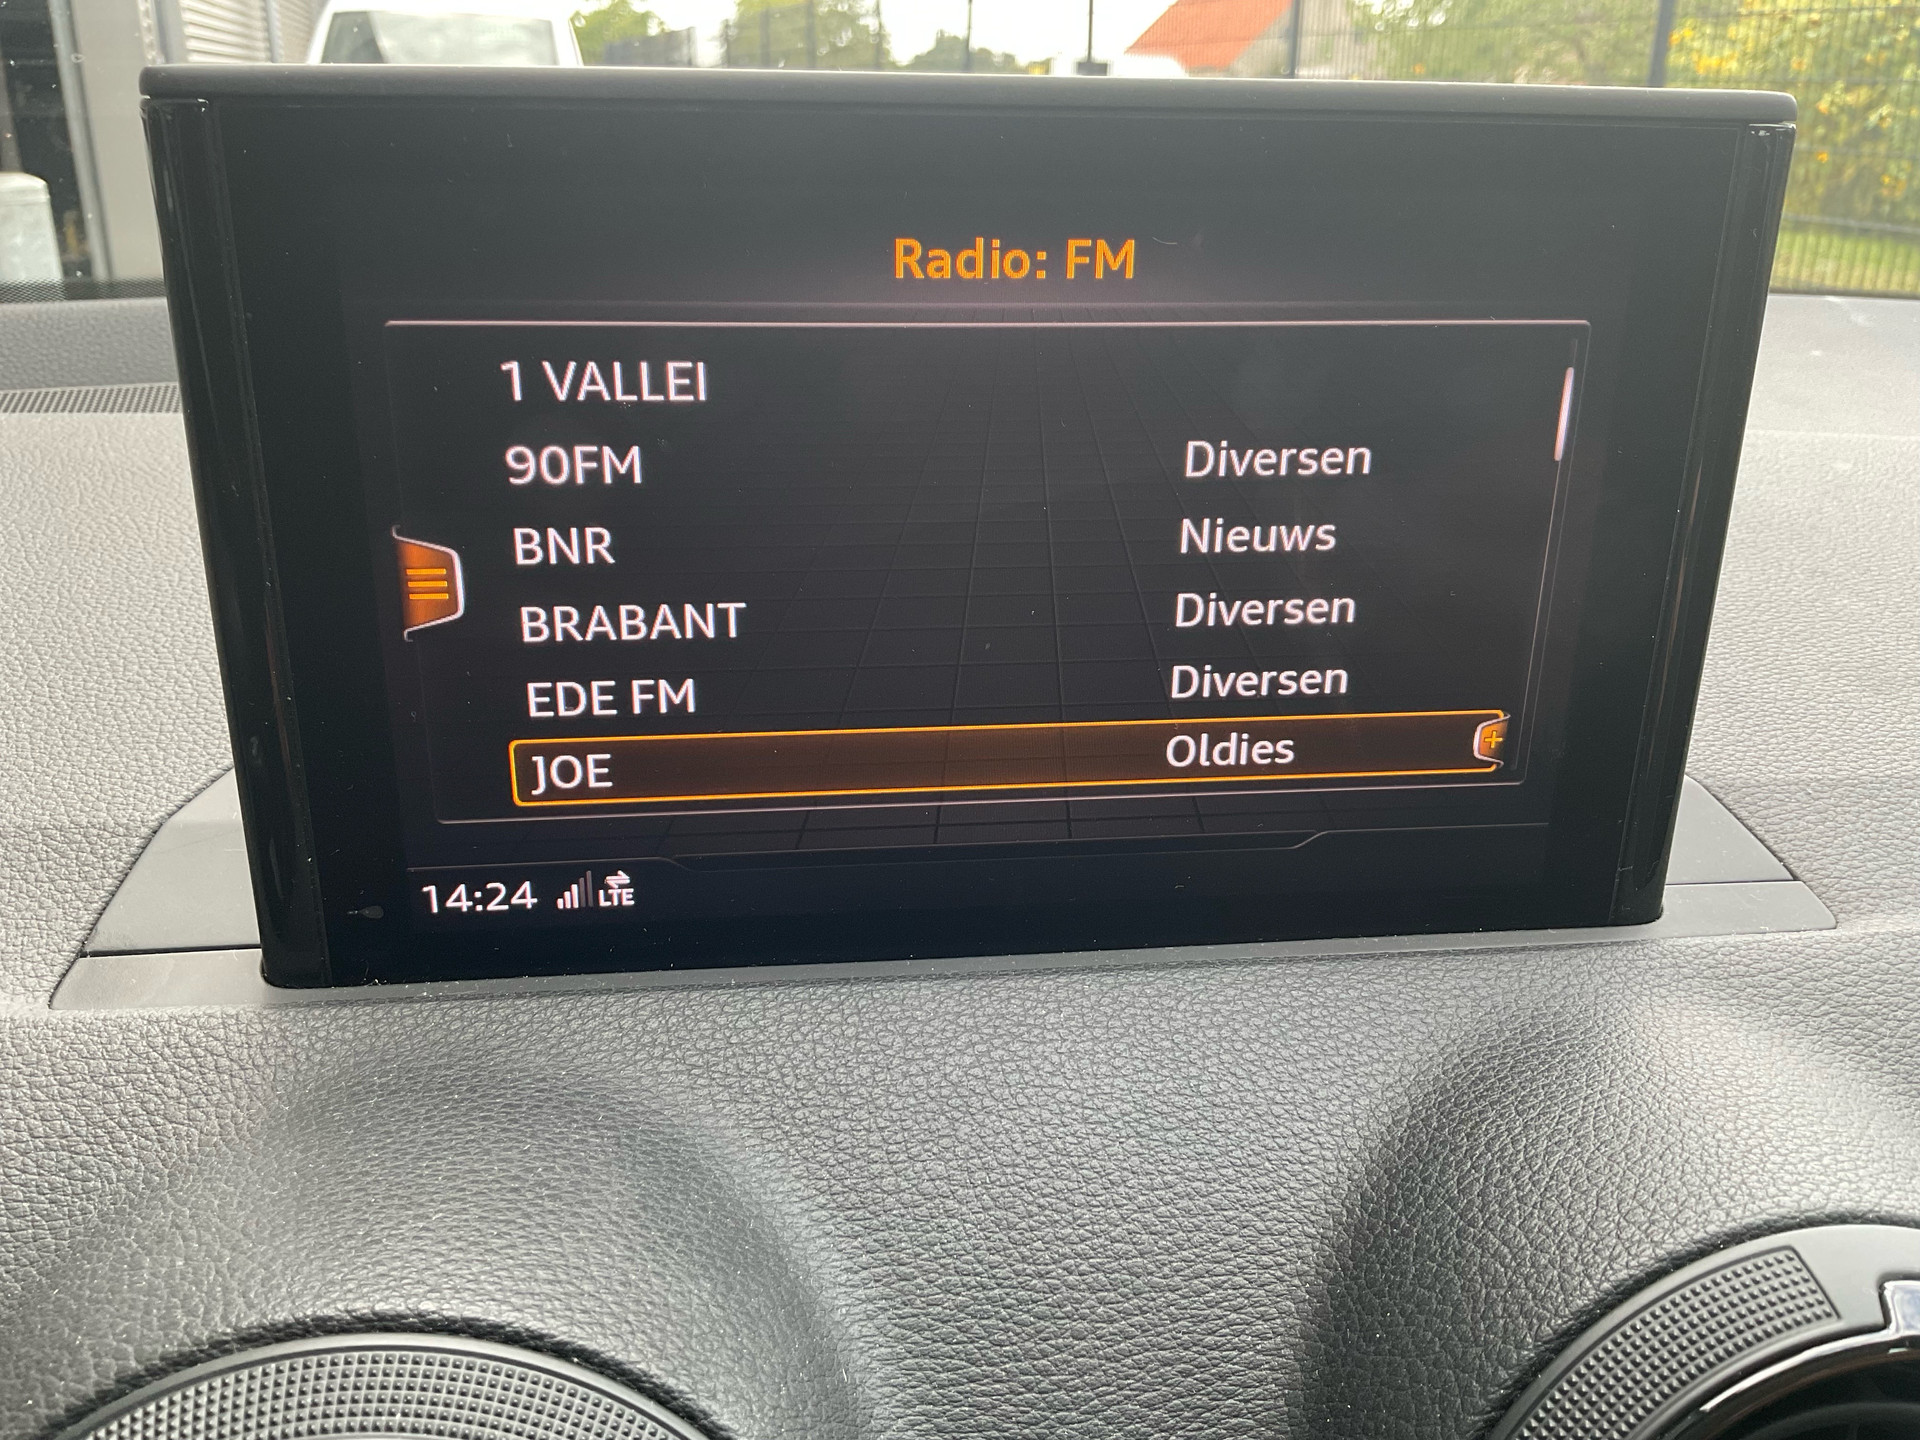 Radio: FM
1 VALLEI
90FM Diversen
BNR Nieuws
BRABANT Diversen
EDE FM Diversen
JOE Oldies
14:24 LTE